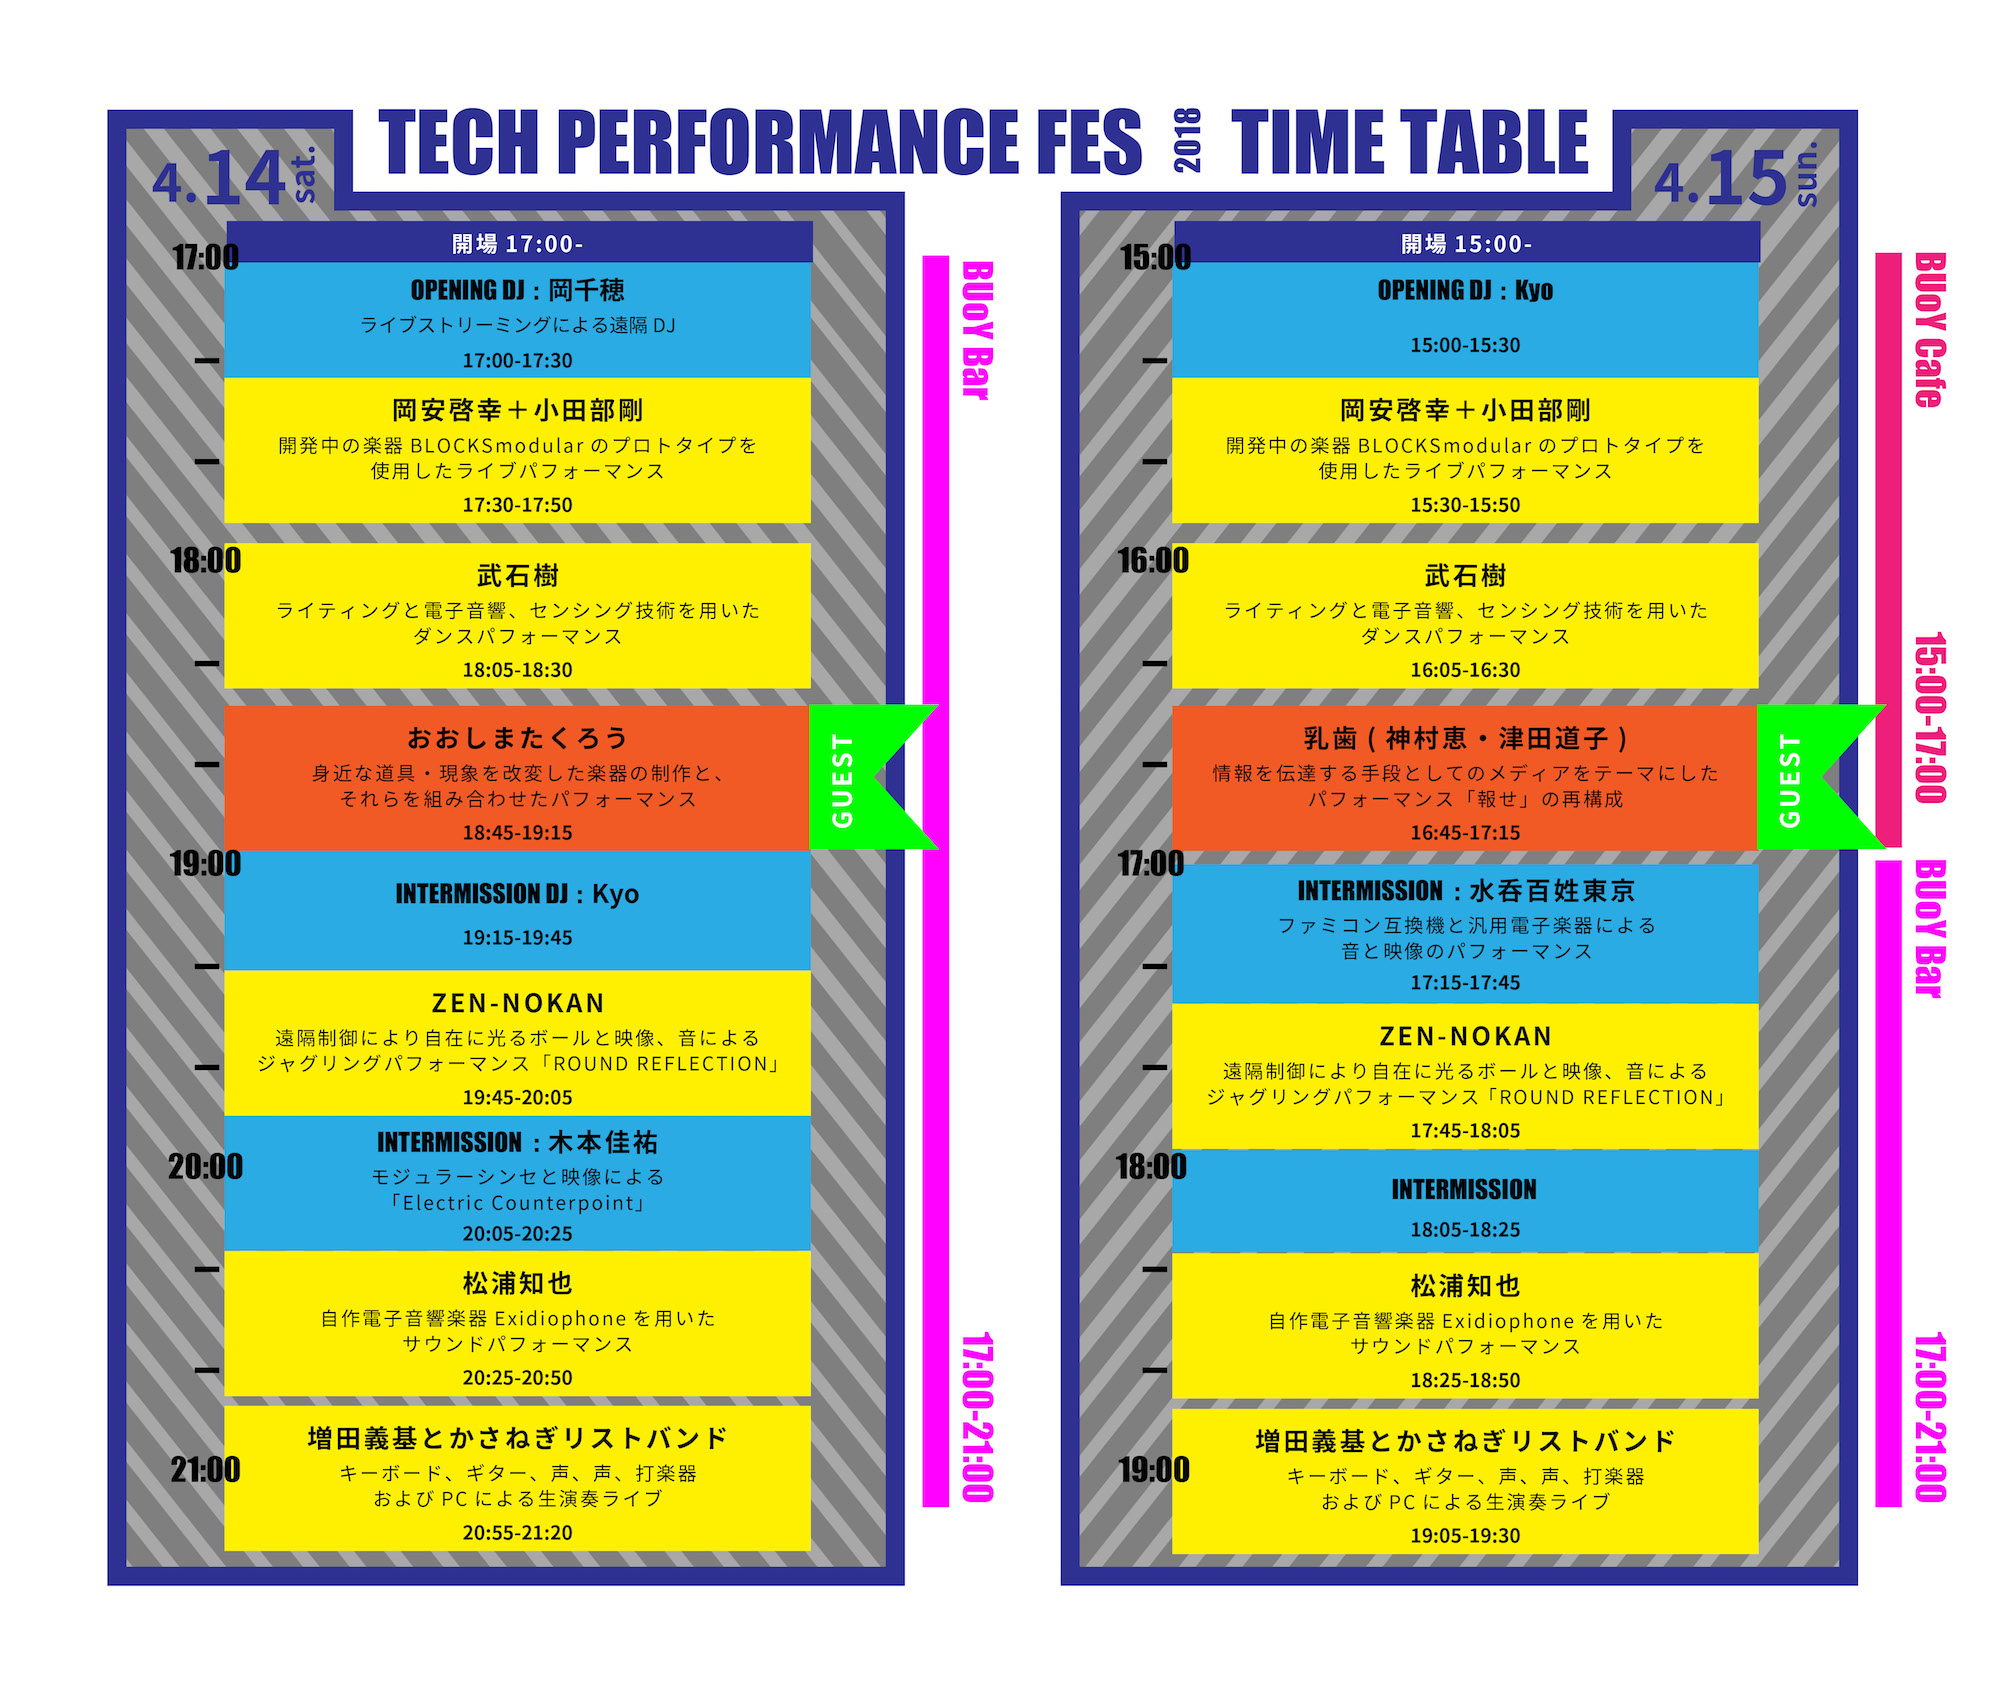 TECH PERFORMANCE FES 2018 TIME TABLE
4.14 sat.
開場 17:00-
17:00
OPENING DJ : 岡千穂
ライブストリーミングによる遠隔 DJ
17:00-17:30
岡安啓幸＋小田部剛
開発中の楽器 BLOCKSmodular のプロトタイプを
使用したライブパフォーマンス
17:30-17:50
18:00
武石樹
ライティングと電子音響、センシング技術を用いた
ダンスパフォーマンス
18:05-18:30
おおしまたくろう
身近な道具・現象を改変した楽器の制作と、
それらを組み合わせたパフォーマンス
18:45-19:15
GUEST
19:00
INTERMISSION DJ : Kyo
19:15-19:45
ZEN-NOKAN
遠隔制御により自在に光るボールと映像、音による
ジャグリングパフォーマンス「ROUND REFLECTION」
19:45-20:05
INTERMISSION : 木本佳祐
20:00
モジュラーシンセと映像による
「Electric Counterpoint」
20:05-20:25
松浦知也
自作電子音響楽器 Exidiophone を用いた
サウンドパフォーマンス
20:25-20:50
増田義基とかさねぎリストバンド
21:00
キーボード、ギター、声、声、打楽器
および PC による生演奏ライブ
20:55-21:20
BUoY Bar
17:00-21:00
4.15 sun.
開場 15:00-
15:00
OPENING DJ : Kyo
15:00-15:30
岡安啓幸＋小田部剛
開発中の楽器 BLOCKSmodular のプロトタイプを
使用したライブパフォーマンス
15:30-15:50
16:00
武石樹
ライティングと電子音響、センシング技術を用いた
ダンスパフォーマンス
16:05-16:30
乳歯 ( 神村恵・津田道子 )
情報を伝達する手段としてのメディアをテーマにした
パフォーマンス「報せ」の再構成
16:45-17:15
GUEST
17:00
INTERMISSION : 水呑百姓東京
ファミコン互換機と汎用電子楽器による
音と映像のパフォーマンス
17:15-17:45
ZEN-NOKAN
遠隔制御により自在に光るボールと映像、音による
ジャグリングパフォーマンス「ROUND REFLECTION」
17:45-18:05
18:00
INTERMISSION
18:05-18:25
松浦知也
自作電子音響楽器 Exidiophone を用いた
サウンドパフォーマンス
18:25-18:50
増田義基とかさねぎリストバンド
19:00
キーボード、ギター、声、声、打楽器
および PC による生演奏ライブ
19:05-19:30
BUoY Cafe
15:00-17:00
BUoY Bar
17:00-21:00